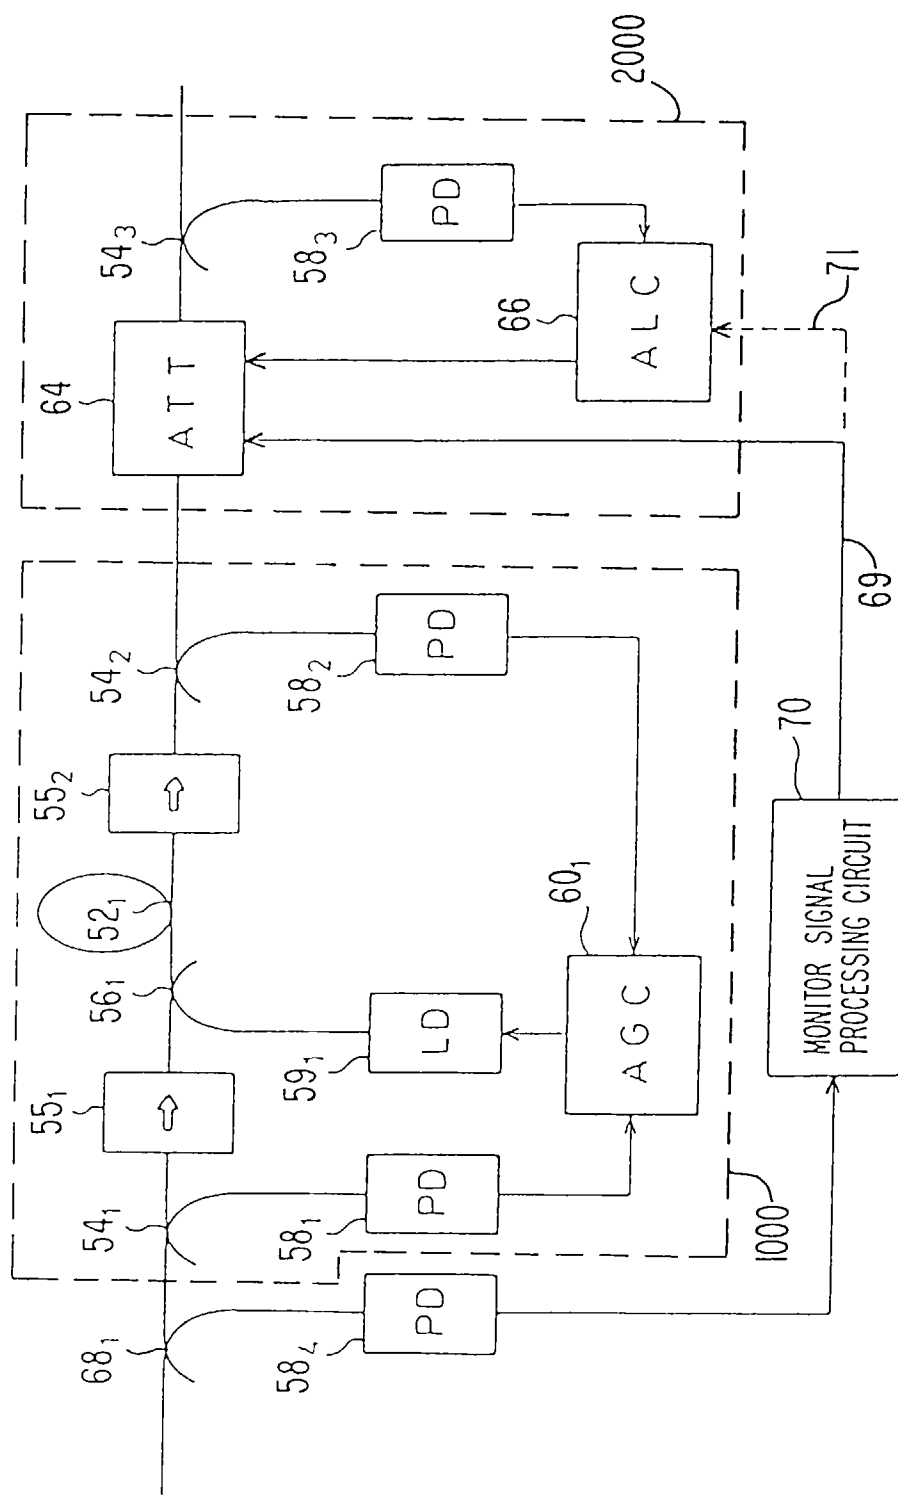 68₁
54₁
55₁
56₁
52₁
55₂
54₂
64
ATT
54₃
58₄
PD
58₁
PD
59₁
LD
58₂
PD
58₃
PD
60₁
AGC
66
ALC
1000
2000
70
MONITOR SIGNAL
PROCESSING CIRCUIT
69
71